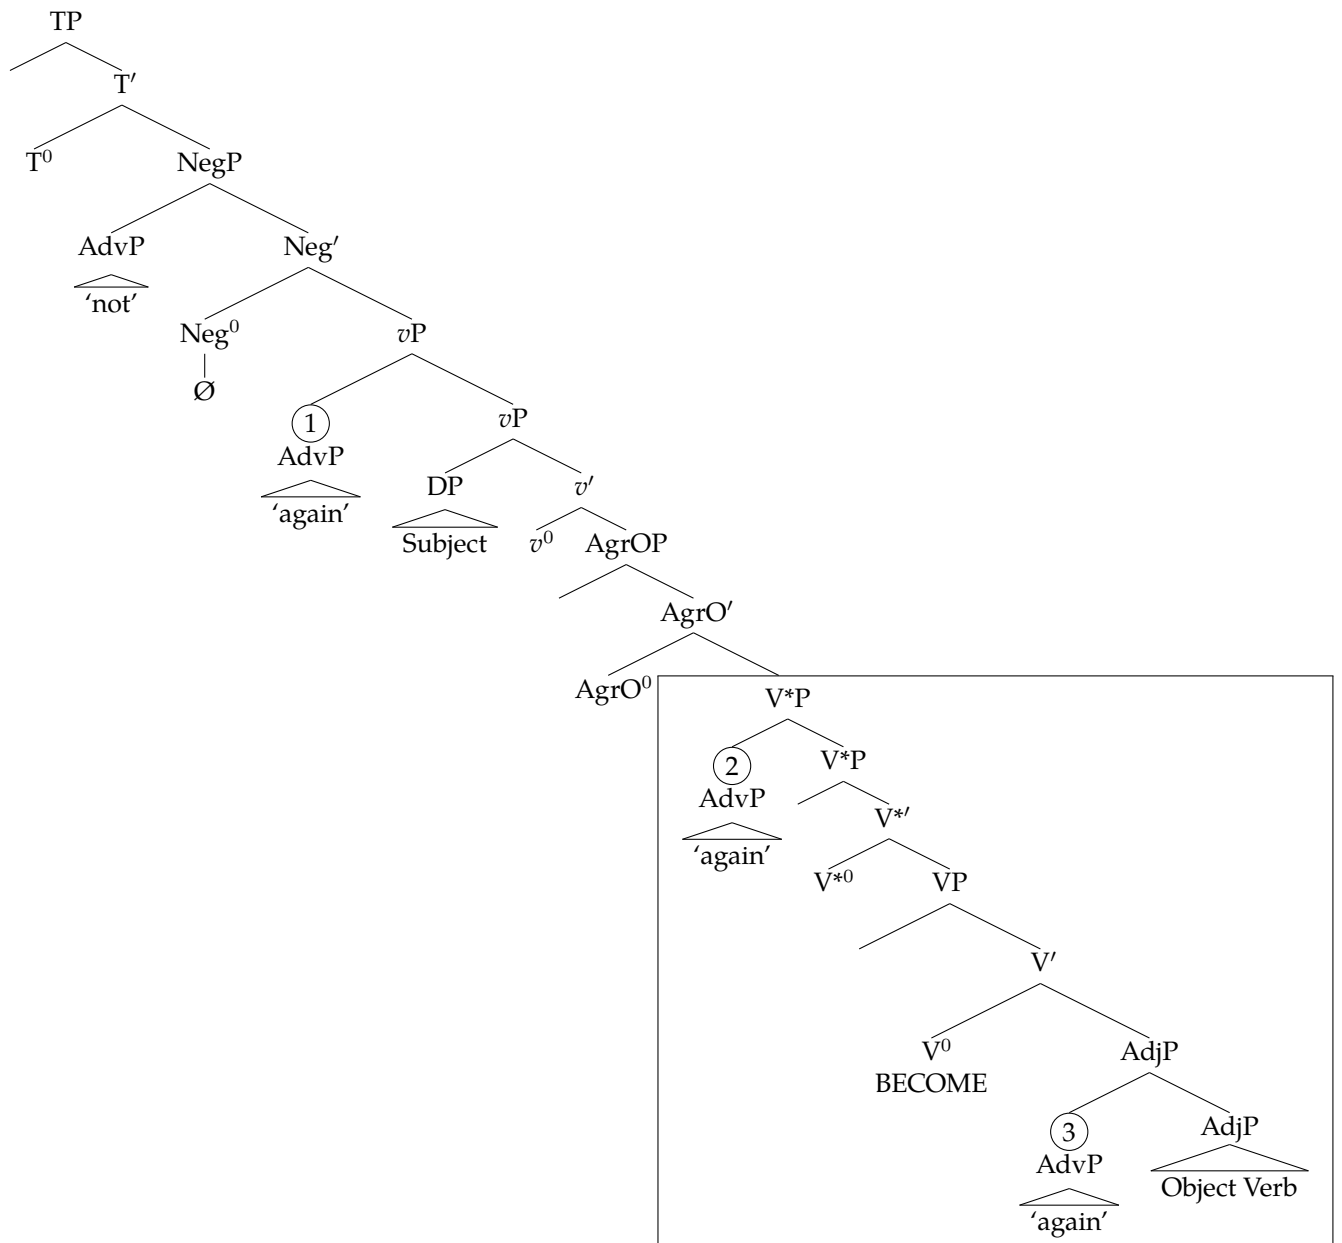 TP
T′
T⁰ NegP
AdvP Neg′
‘not’
Neg⁰ vP
Ø
1 vP
AdvP
‘again’ DP v′
Subject v⁰ AgrOP
AgrO′
AgrO⁰ V*P
2 V*P
AdvP V*′
‘again’
V*⁰ VP
V′
V⁰ AdjP
BECOME
3 AdjP
AdvP
Object Verb
‘again’